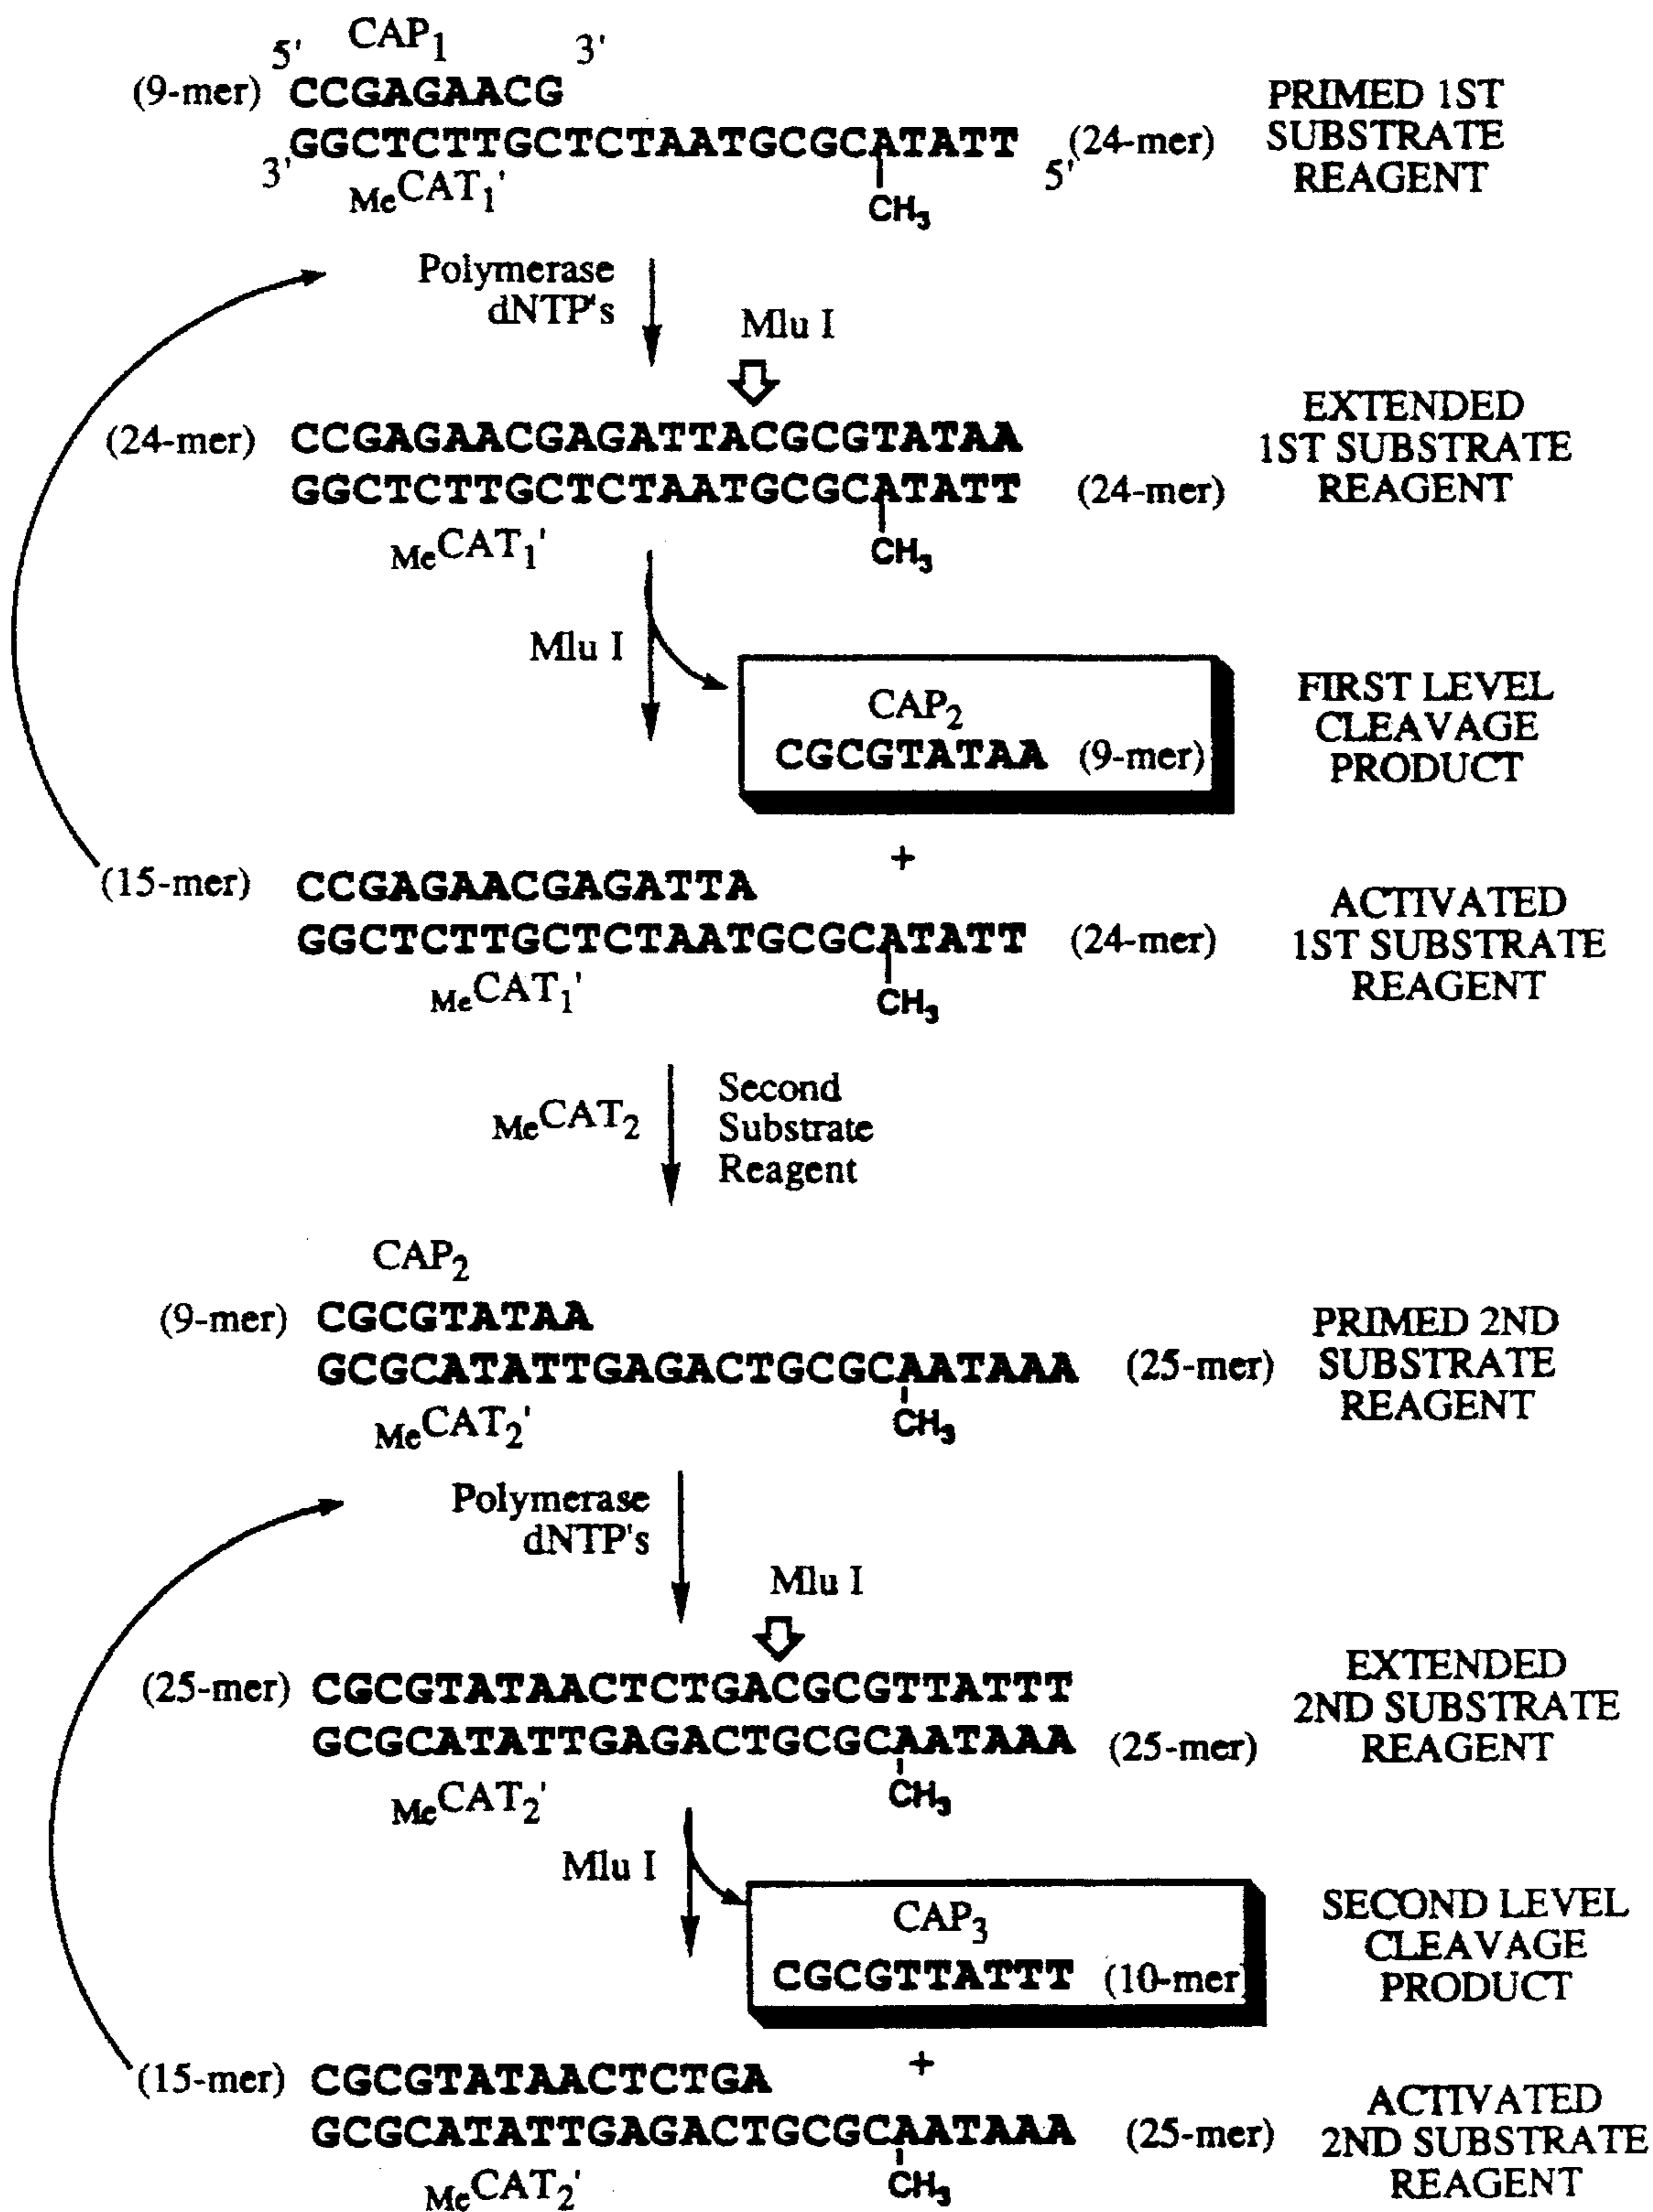 CAP1
5' 3'
(9-mer) CCGAGAACG
3' GGCTCTTGCTCTAATGCGCATATT 5' (24-mer)
MeCAT1'
CH3
PRIMED 1ST
SUBSTRATE
REAGENT
Polymerase
dNTP's
Mlu I
(24-mer) CCGAGAACGAGATTACGCGTATAA
GGCTCTTGCTCTAATGCGCATATT (24-mer)
MeCAT1'
CH3
EXTENDED
1ST SUBSTRATE
REAGENT
Mlu I
CAP2
CGCGTATAA (9-mer)
FIRST LEVEL
CLEAVAGE
PRODUCT
+
(15-mer) CCGAGAACGAGATTA
GGCTCTTGCTCTAATGCGCATATT (24-mer)
MeCAT1'
CH3
ACTIVATED
1ST SUBSTRATE
REAGENT
MeCAT2
Second
Substrate
Reagent
CAP2
(9-mer) CGCGTATAA
GCGCATATTGAGACTGCGCAATAAA (25-mer)
MeCAT2'
CH3
PRIMED 2ND
SUBSTRATE
REAGENT
Polymerase
dNTP's
Mlu I
(25-mer) CGCGTATAACTCTGACGCGTTATTT
GCGCATATTGAGACTGCGCAATAAA (25-mer)
MeCAT2'
CH3
EXTENDED
2ND SUBSTRATE
REAGENT
Mlu I
CAP3
CGCGTTATTT (10-mer
SECOND LEVEL
CLEAVAGE
PRODUCT
+
(15-mer) CGCGTATAACTCTGA
GCGCATATTGAGACTGCGCAATAAA (25-mer)
MeCAT2'
CH3
ACTIVATED
2ND SUBSTRATE
REAGENT